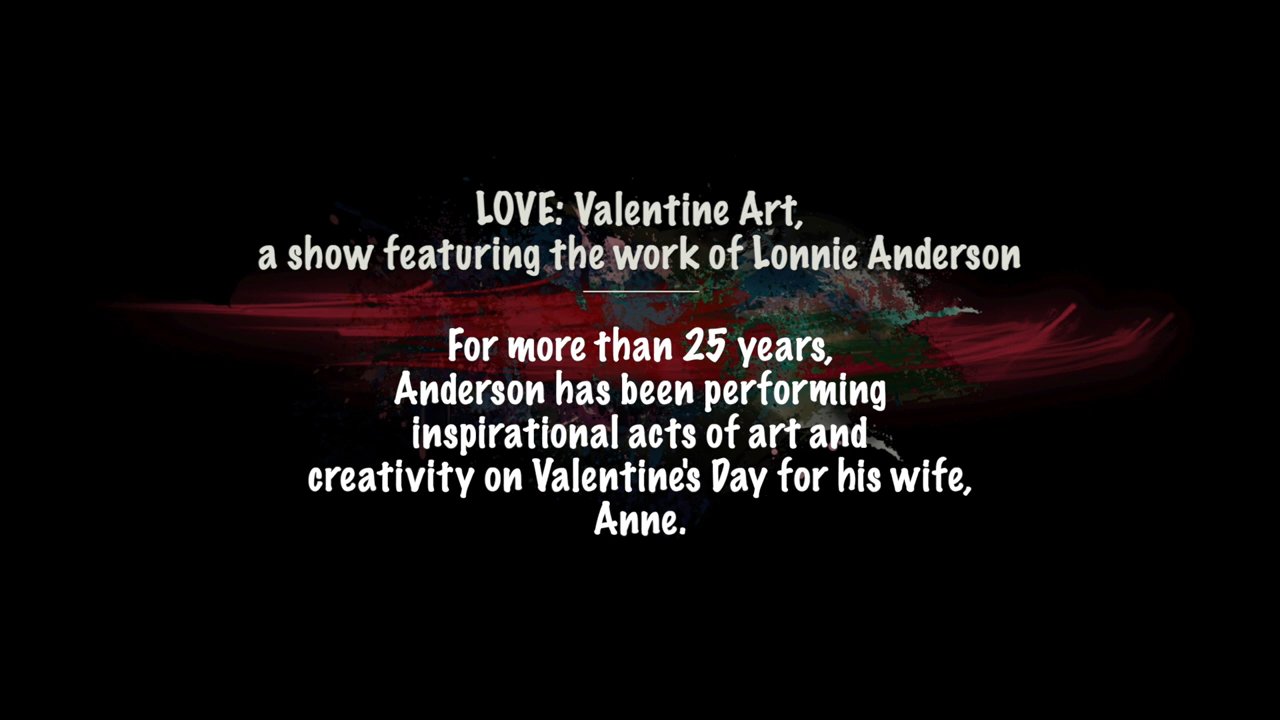 LOVE: Valentine Art,
a show featuring the work of Lonnie Anderson
For more than 25 years,
Anderson has been performing
inspirational acts of art and
creativity on Valentine's Day for his wife,
Anne.